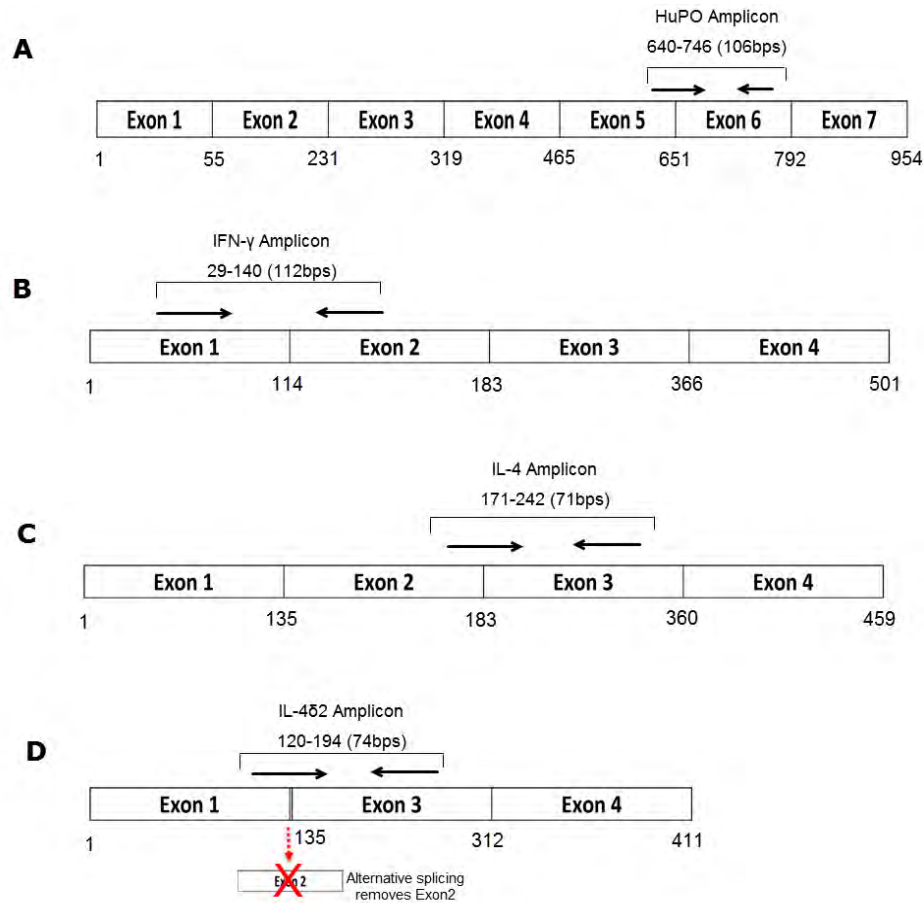 A
HuPO Amplicon
640-746 (106bps)
Exon 1 Exon 2 Exon 3 Exon 4 Exon 5 Exon 6 Exon 7
1 55 231 319 465 651 792 954
B
IFN-γ Amplicon
29-140 (112bps)
Exon 1 Exon 2 Exon 3 Exon 4
1 114 183 366 501
C
IL-4 Amplicon
171-242 (71bps)
Exon 1 Exon 2 Exon 3 Exon 4
1 135 183 360 459
D
IL-4δ2 Amplicon
120-194 (74bps)
Exon 1 Exon 3 Exon 4
1 135 312 411
Exon 2
Alternative splicing
removes Exon2